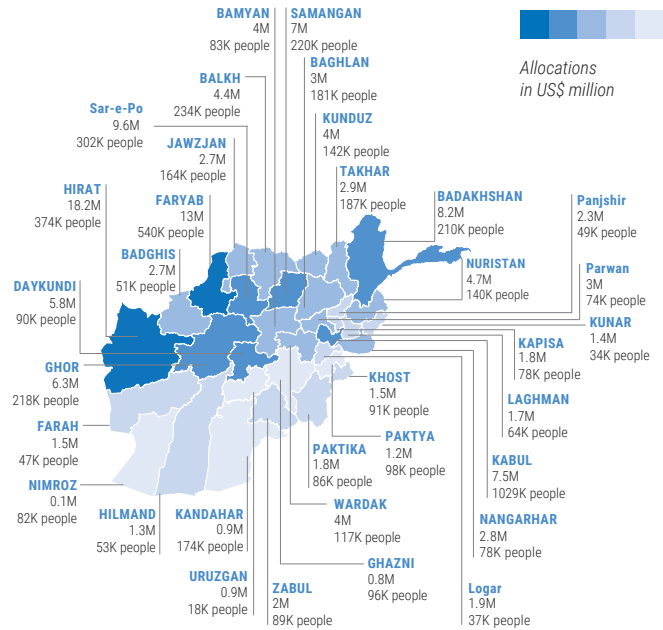 BAMYAN
4M
83K people
SAMANGAN
7M
220K people
Allocations
in US$ million
BAGHLAN
3M
181K people
BALKH
4.4M
234K people
Sar-e-Po
9.6M
302K people
KUNDUZ
4M
142K people
JAWZJAN
2.7M
164K people
TAKHAR
2.9M
187K people
HIRAT
18.2M
374K people
FARYAB
13M
540K people
BADAKHSHAN
8.2M
210K people
Panjshir
2.3M
49K people
BADGHIS
2.7M
51K people
NURISTAN
4.7M
140K people
Parwan
3M
74K people
DAYKUNDI
5.8M
90K people
KUNAR
1.4M
34K people
KAPISA
1.8M
78K people
GHOR
6.3M
218K people
KHOST
1.5M
91K people
LAGHMAN
1.7M
64K people
FARAH
1.5M
47K people
PAKTIKA
1.8M
86K people
PAKTYA
1.2M
98K people
KABUL
7.5M
1029K people
NIMROZ
0.1M
82K people
HILMAND
1.3M
53K people
KANDAHAR
0.9M
174K people
WARDAK
4M
117K people
NANGARHAR
2.8M
78K people
GHAZNI
0.8M
96K people
URUZGAN
0.9M
18K people
ZABUL
2M
89K people
Logar
1.9M
37K people